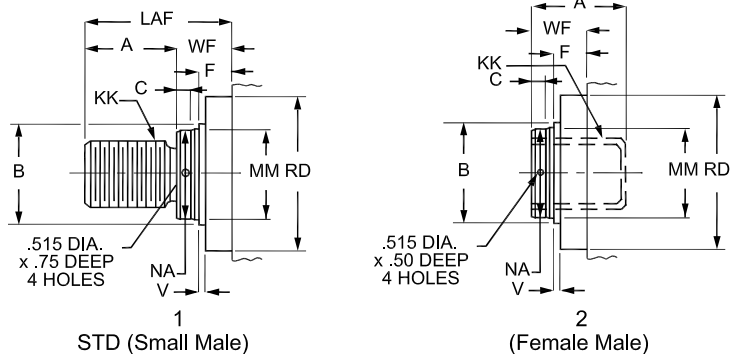 LAF
A
WF
F
C
KK
B
MM
RD
.515 DIA.
x .75 DEEP
4 HOLES
NA
V
1
STD (Small Male)
A
WF
F
KK
C
B
MM
RD
.515 DIA.
x .50 DEEP
4 HOLES
NA
V
2
(Female Male)